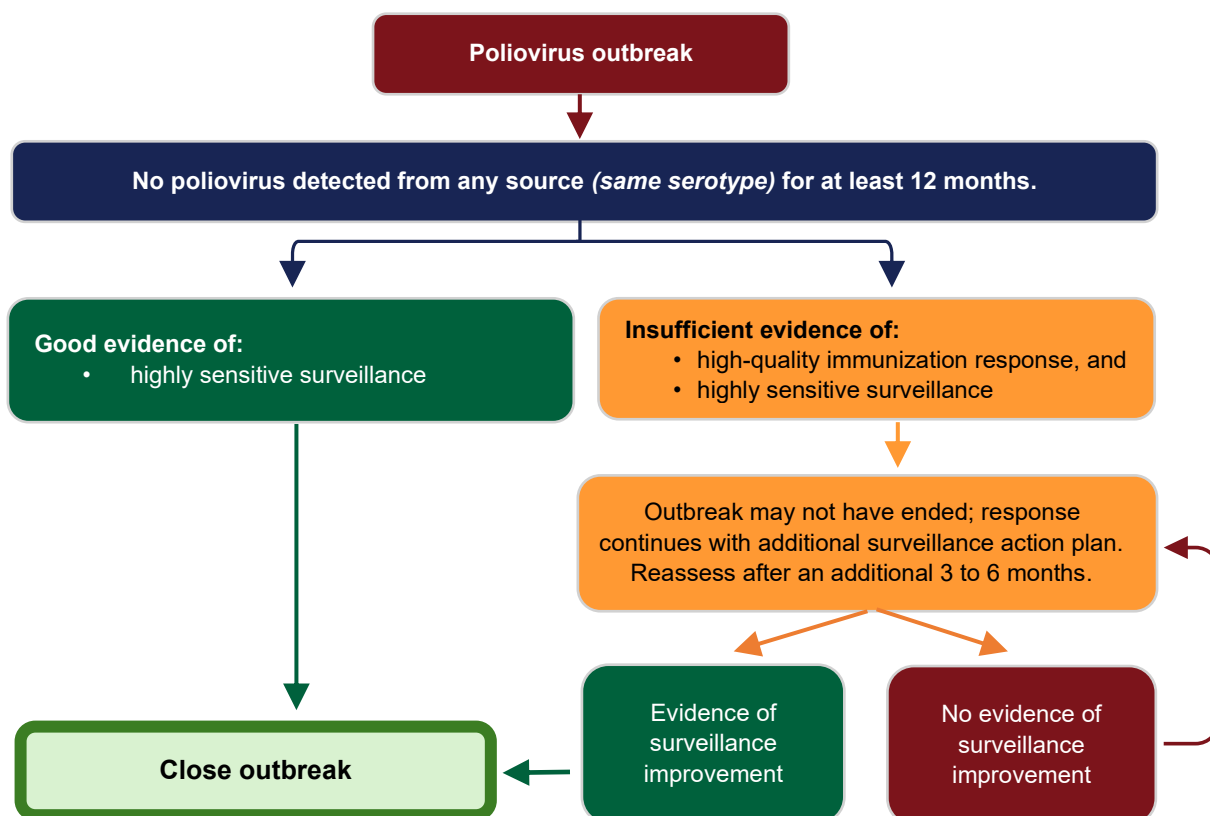 Poliovirus outbreak
No poliovirus detected from any source (same serotype) for at least 12 months.
Good evidence of:
• highly sensitive surveillance
Insufficient evidence of:
• high-quality immunization response, and
• highly sensitive surveillance
Outbreak may not have ended; response
continues with additional surveillance action plan.
Reassess after an additional 3 to 6 months.
Evidence of
surveillance
improvement
No evidence of
surveillance
improvement
Close outbreak